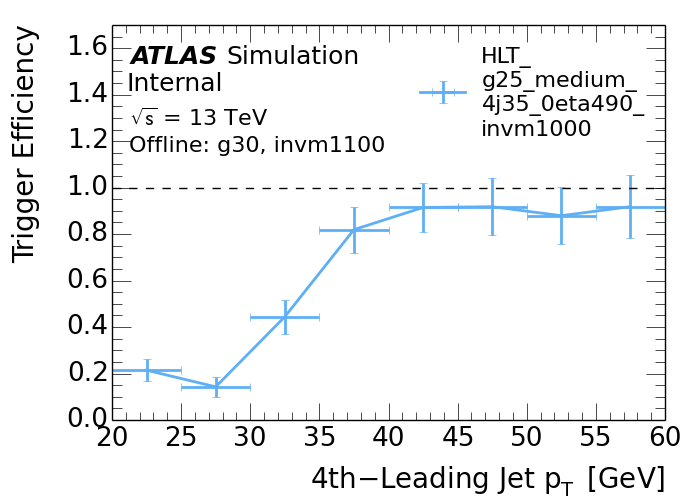 1.6
1.4
1.2
1.0
0.8
0.6
0.4
0.2
0.0
Trigger Efficiency
ATLAS Simulation
Internal
√s = 13 TeV
Offline: g30, invm1100
HLT_
g25_medium_
4j35_0eta490_
invm1000
20 25 30 35 40 45 50 55 60
4th−Leading Jet pT [GeV]